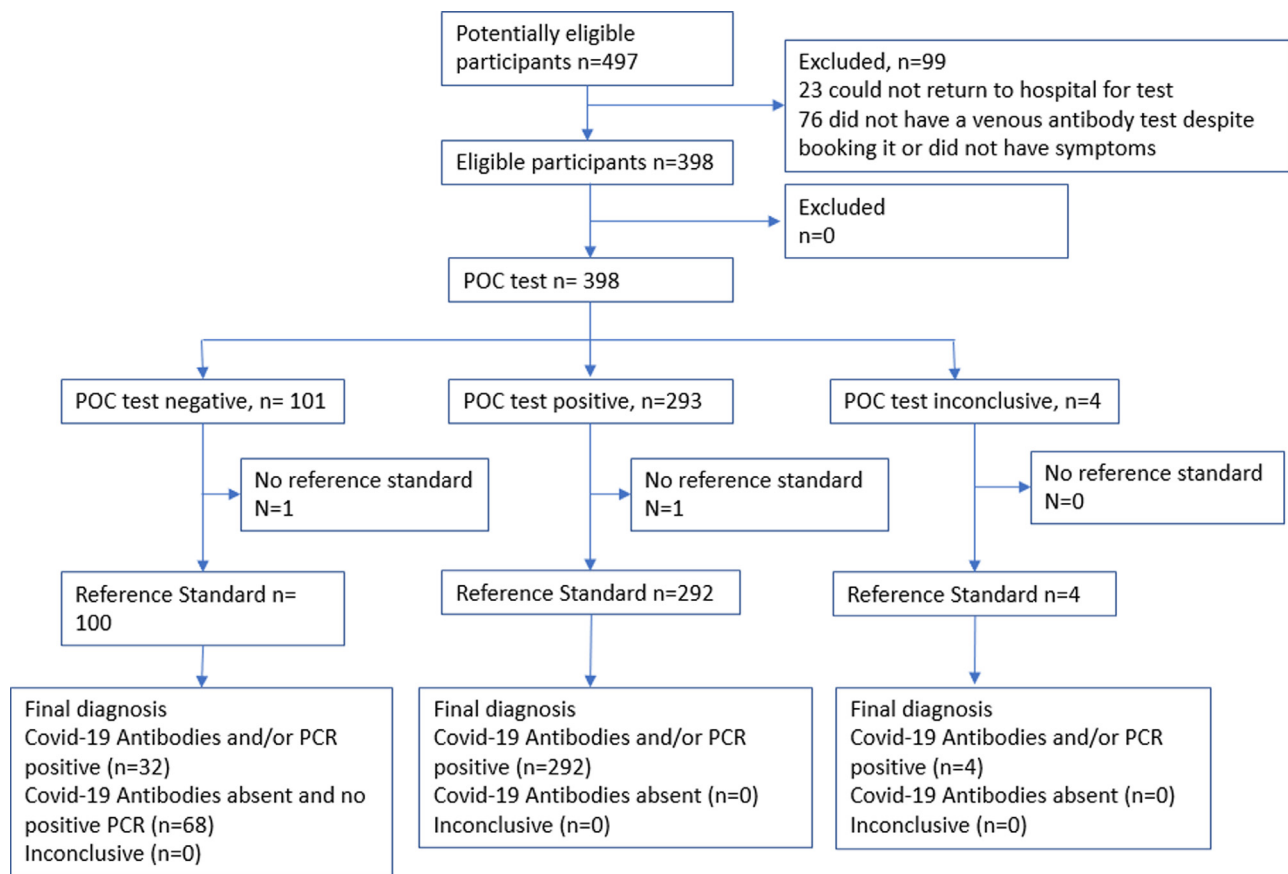 Potentially eligible
participants n=497
Excluded, n=99
23 could not return to hospital for test
76 did not have a venous antibody test despite
booking it or did not have symptoms
Eligible participants n=398
Excluded
n=0
POC test n= 398
POC test negative, n= 101
POC test positive, n=293
POC test inconclusive, n=4
No reference standard
N=1
No reference standard
N=1
No reference standard
N=0
Reference Standard n=
100
Reference Standard n=292
Reference Standard n=4
Final diagnosis
Covid-19 Antibodies and/or PCR
positive (n=32)
Covid-19 Antibodies absent and no
positive PCR (n=68)
Inconclusive (n=0)
Final diagnosis
Covid-19 Antibodies and/or PCR
positive (n=292)
Covid-19 Antibodies absent (n=0)
Inconclusive (n=0)
Final diagnosis
Covid-19 Antibodies and/or PCR
positive (n=4)
Covid-19 Antibodies absent (n=0)
Inconclusive (n=0)